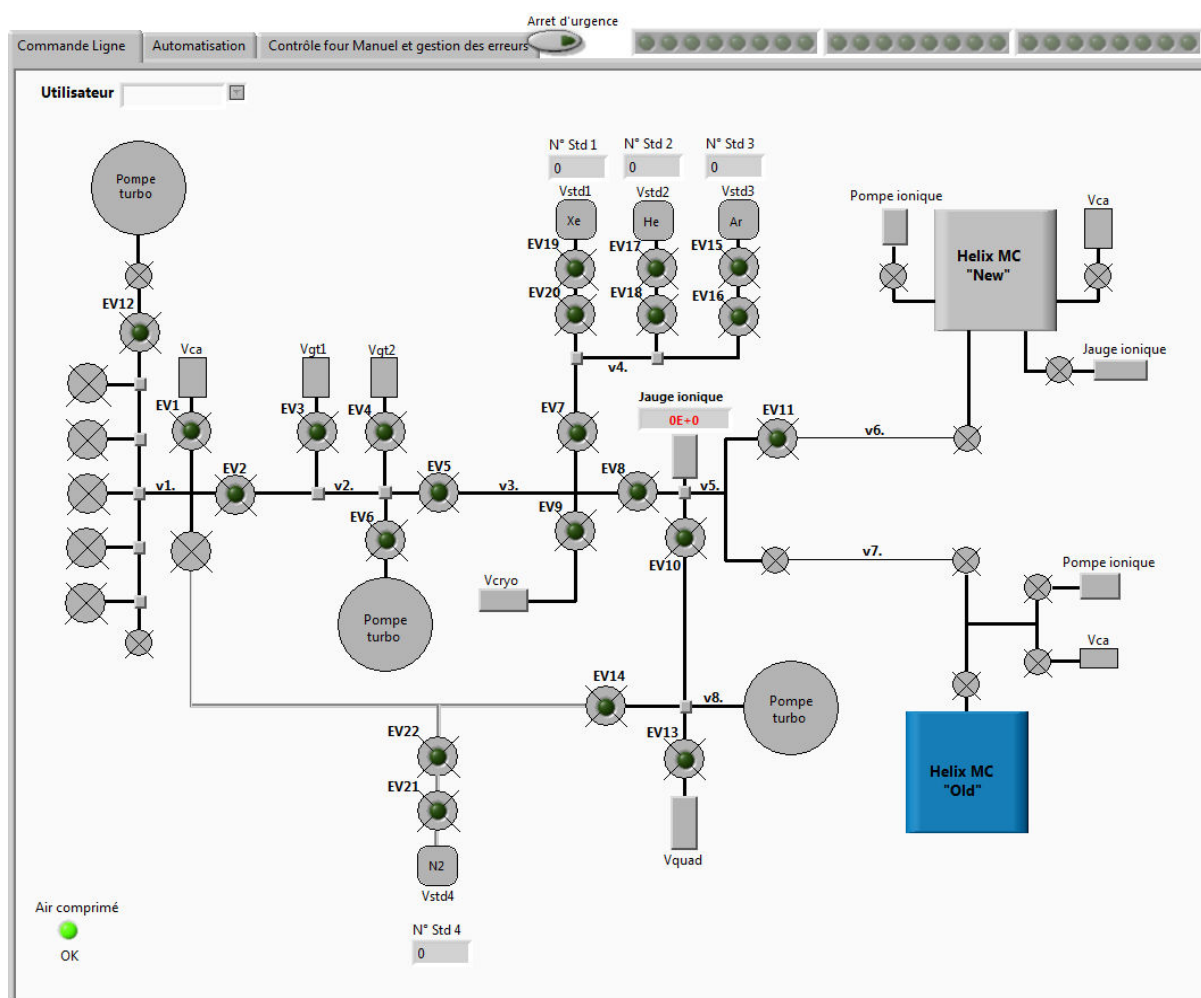 Arret d'urgence
Commande Ligne
Automatisation
Contrôle four Manuel et gestion des erreurs
Utilisateur
N° Std 1
N° Std 2
N° Std 3
0
0
0
Pompe
turbo
Vstd1
Vstd2
Vstd3
Xe
He
Ar
Pompe ionique
Vca
EV19
EV17
EV15
Helix MC
"New"
EV20
EV18
EV16
EV12
v4.
Jauge ionique
Vca
Vgt1
Vgt2
Jauge ionique
0E+0
EV1
EV3
EV4
EV7
EV11
v6.
EV2
EV5
EV8
v1.
v2.
v3.
v5.
EV6
EV9
EV10
v7.
Vcryo
Pompe ionique
Pompe
turbo
Vca
EV14
v8.
Pompe
turbo
EV22
EV13
EV21
Helix MC
"Old"
N2
Vquad
Vstd4
Air comprimé
OK
N° Std 4
0